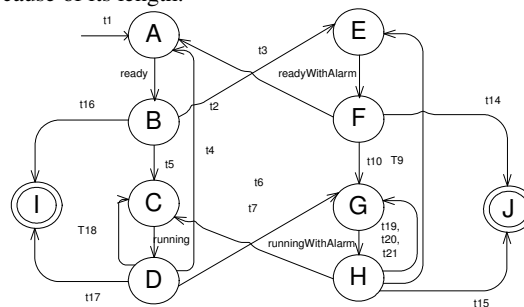 cause of its length.
t1
A
E
t3
ready
readyWithAlarm
t16
t2
t14
B
F
t4
t5
t10
T9
t6
I
C
t7
G
J
T18
running
t19,
t20,
t21
runningWithAlarm
D
H
t17
t15